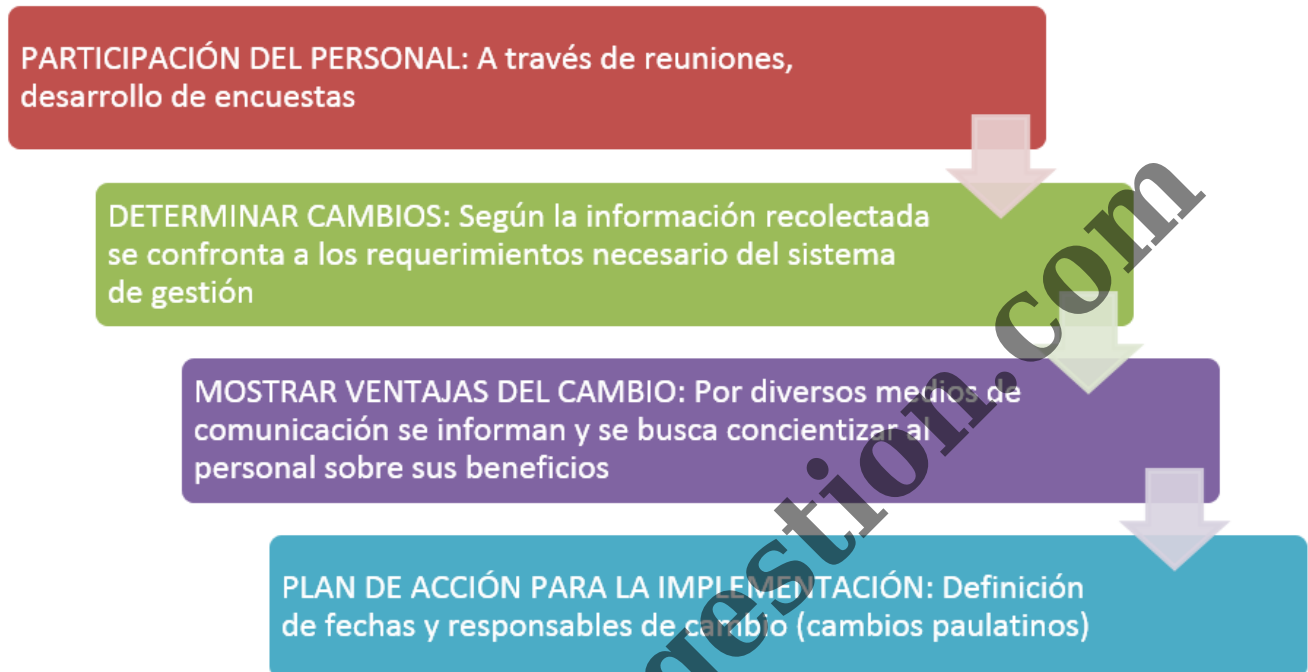 PARTICIPACIÓN DEL PERSONAL: A través de reuniones,
desarrollo de encuestas
DETERMINAR CAMBIOS: Según la información recolectada
se confronta a los requerimientos necesario del sistema
de gestión
MOSTRAR VENTAJAS DEL CAMBIO: Por diversos medios de
comunicación se informan y se busca concientizar al
personal sobre sus beneficios
PLAN DE ACCIÓN PARA LA IMPLEMENTACIÓN: Definición
de fechas y responsables de cambio (cambios paulatinos)
gestion.com